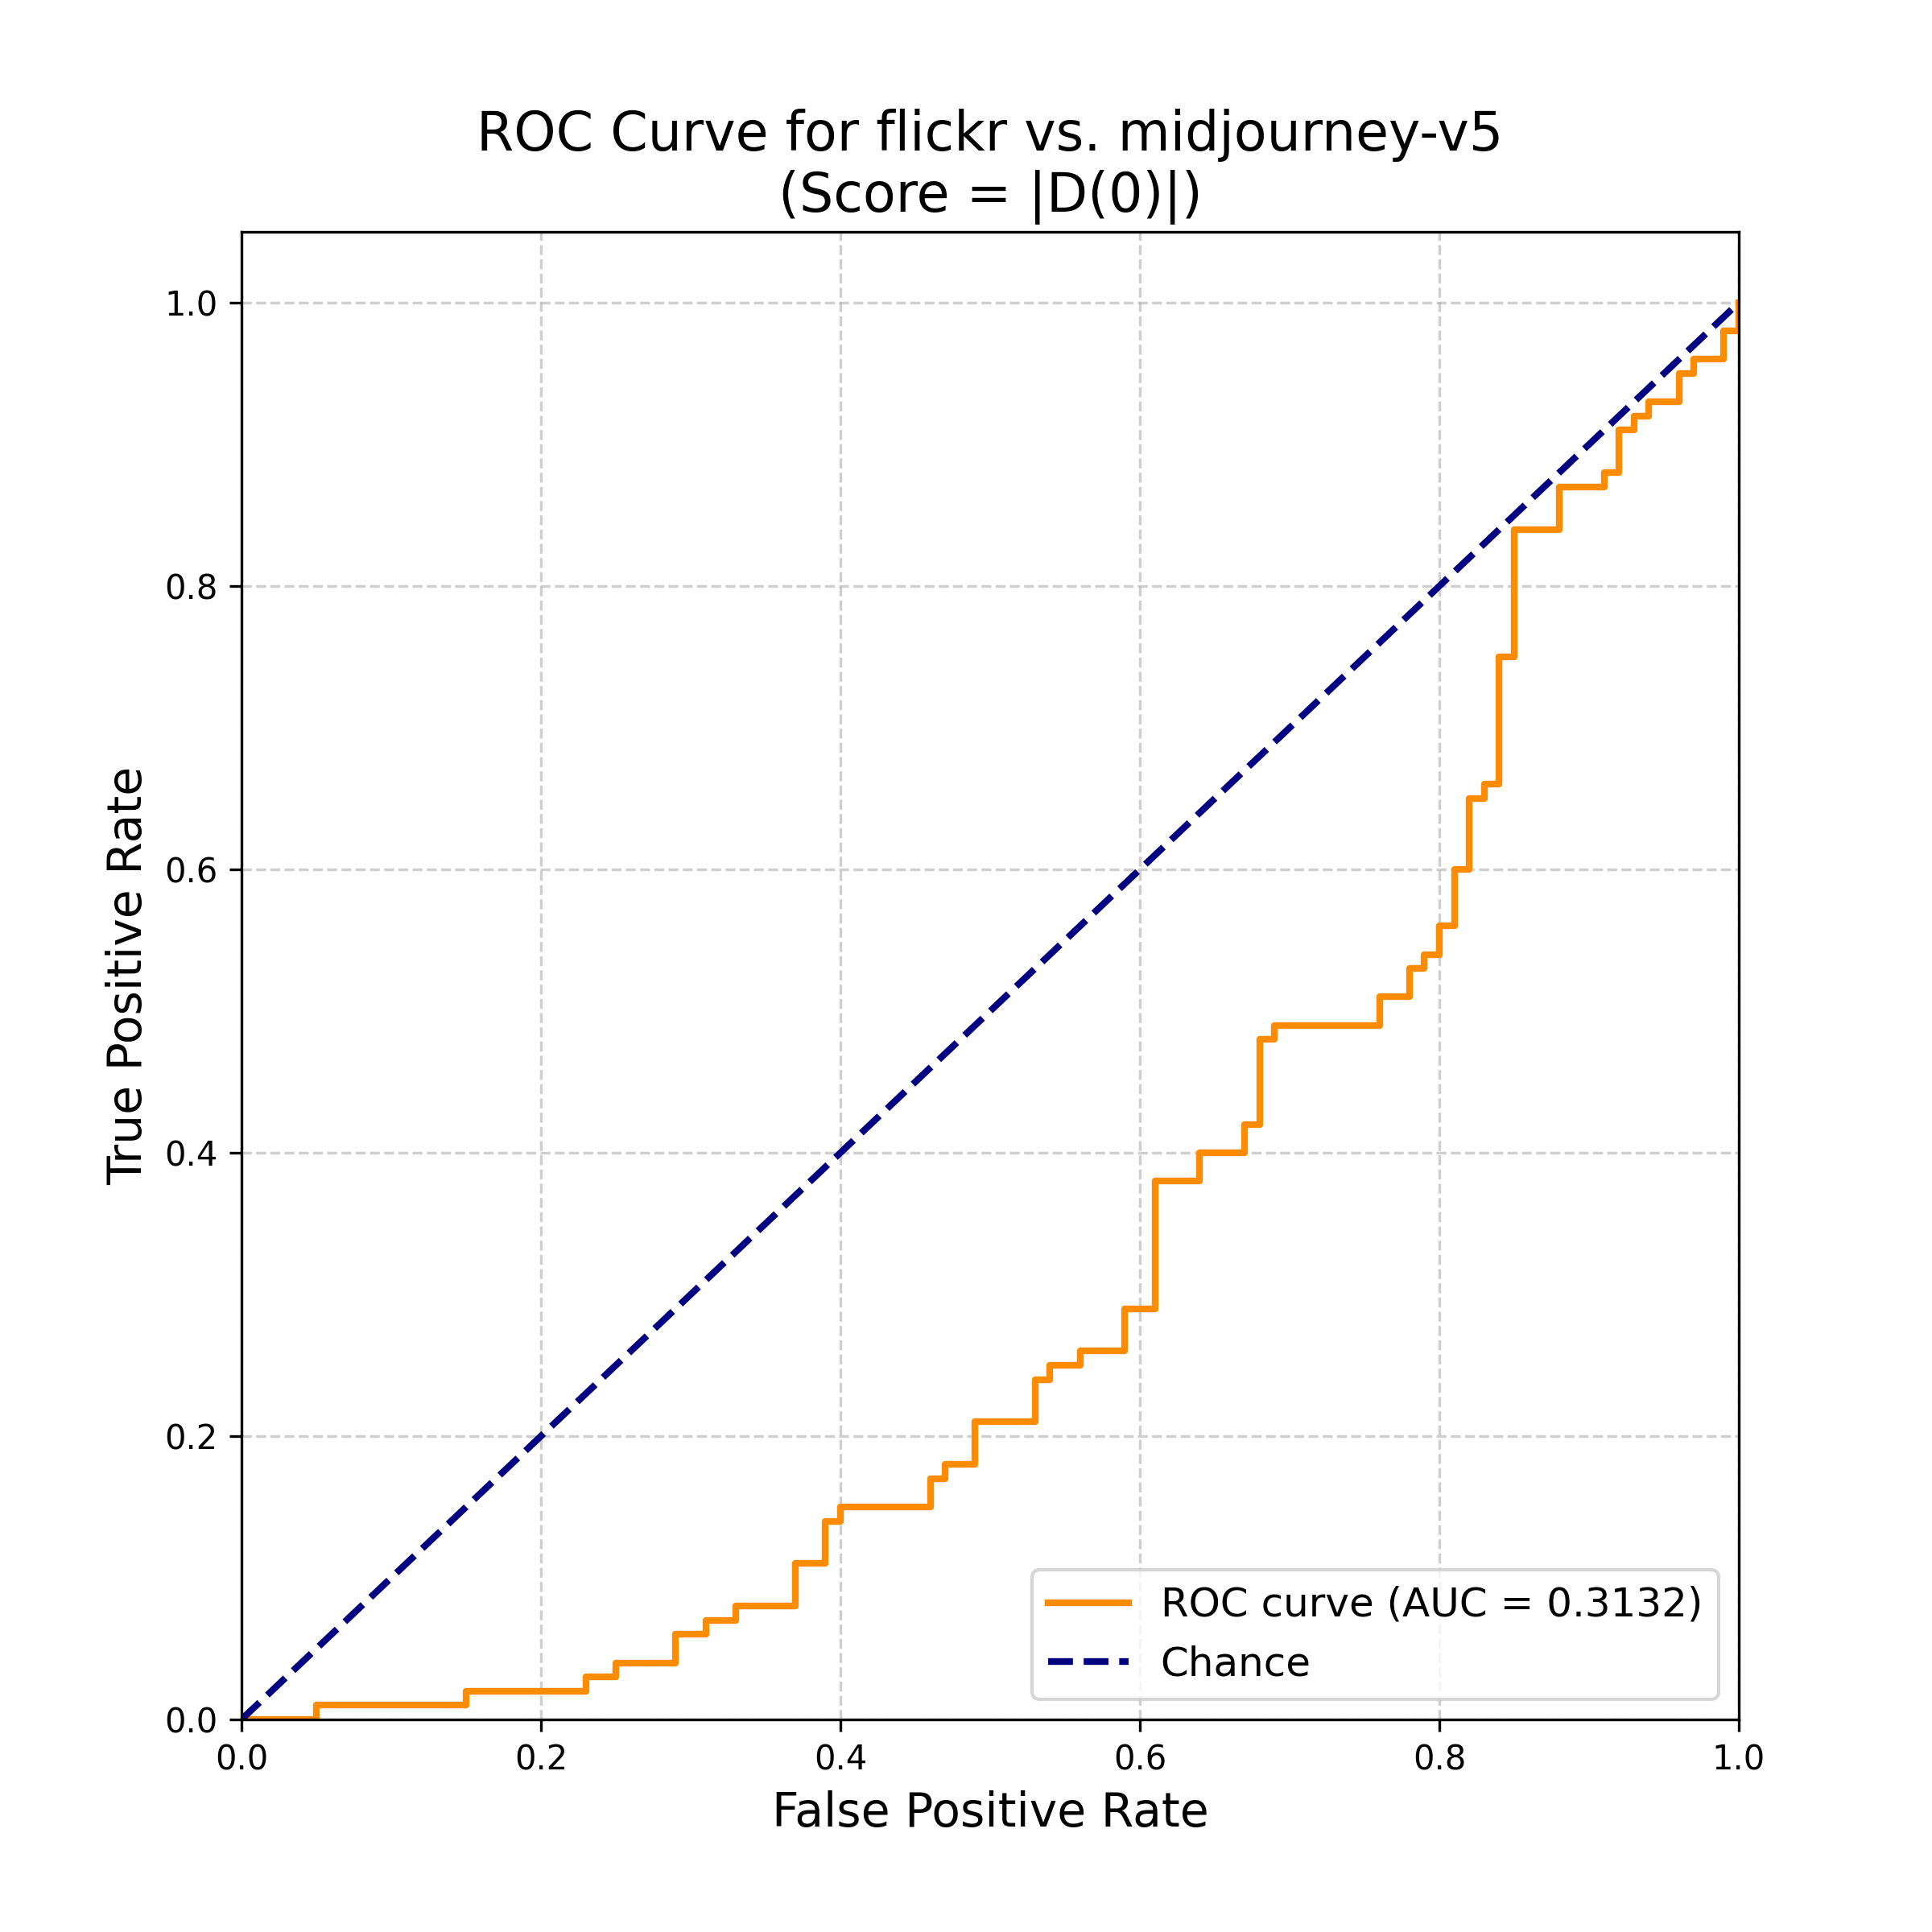 ROC Curve for flickr vs. midjourney-v5
(Score = |D(0)|)
True Positive Rate
1.0
0.8
0.6
0.4
0.2
0.0
0.0 0.2 0.4 0.6 0.8 1.0
False Positive Rate
ROC curve (AUC = 0.3132)
Chance